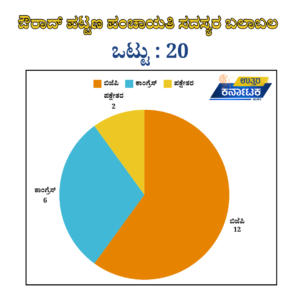 ಔರಾದ್ ಪಟ್ಟಣ ಪಂಚಾಯತಿ ಸದಸ್ಯರ ಬಲಾಬಲ
ಒಟ್ಟು : 20
ಬಿಜೆಪಿ ಕಾಂಗ್ರೆಸ್ ಪಕ್ಷೇತರ
ಉತ್ತರ
ಕರ್ನಾಟಕ
ಪಕ್ಷೇತರ
2
ಕಾಂಗ್ರೆಸ್
6
ಬಿಜೆಪಿ
12